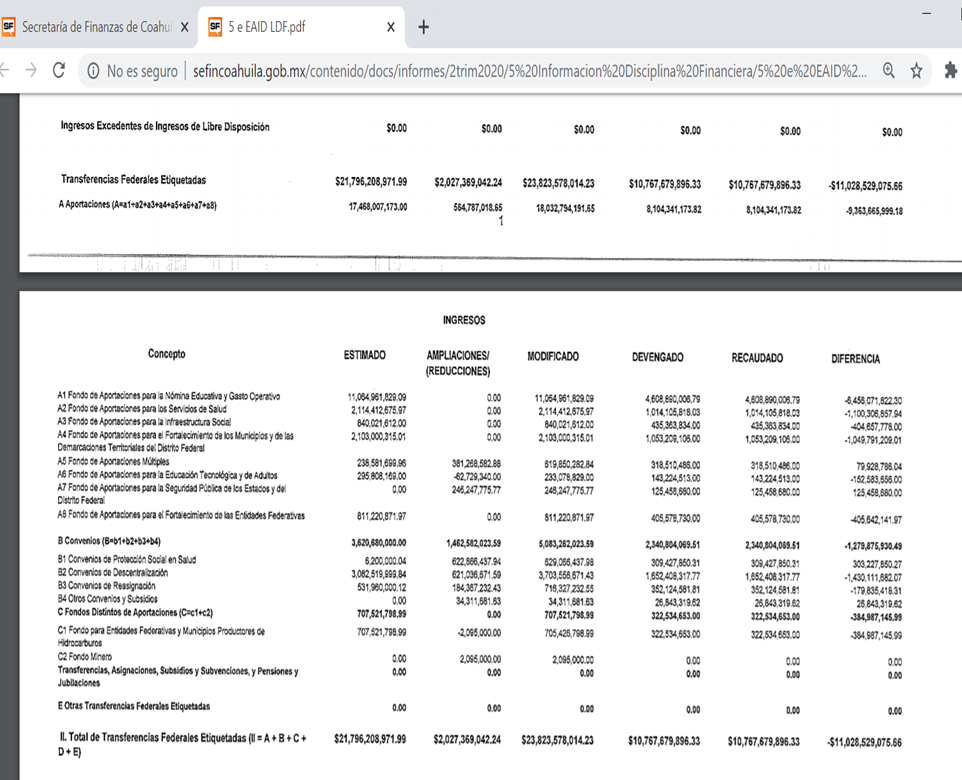 Secretaría de Finanzas de Coahui
5 e EAID LDF.pdf
No es seguro | sefincoahuila.gob.mx/contenido/docs/informes/2trim2020/5%20Informacion%20Disciplina%20Financiera/5%20e%20EAID%2...
Ingresos Excedentes de Ingresos de Libre Disposición $0.00 $0.00 $0.00 $0.00 $0.00 $0.00
Transferencias Federales Etiquetadas $21,796,208,971.99 $2,027,369,042.24 $23,823,578,014.23 $10,767,679,896.33 $10,767,679,896.33 -$11,028,529,075.66
A Aportaciones (A=a1+a2+a3+a4+a5+a6+a7+a8) 17,468,007,173.00 564,787,018.65 18,032,794,191.65 8,104,341,173.82 8,104,341,173.82 -9,363,665,999.18
1
INGRESOS
Concepto ESTIMADO AMPLIACIONES/ MODIFICADO DEVENGADO RECAUDADO DIFERENCIA
(REDUCCIONES)
A1 Fondo de Aportaciones para la Nómina Educativa y Gasto Operativo 11,064,961,829.09 0.00 11,064,961,829.09 4,608,890,006.79 4,608,890,006.79 -6,456,071,822.30
A2 Fondo de Aportaciones para los Servicios de Salud 2,114,412,675.97 0.00 2,114,412,675.97 1,014,105,818.03 1,014,105,818.03 -1,100,306,857.94
A3 Fondo de Aportaciones para la Infraestructura Social 840,021,612.00 0.00 840,021,612.00 435,363,834.00 435,363,834.00 -404,657,778.00
A4 Fondo de Aportaciones para el Fortalecimiento de los Municipios y de las 2,103,000,315.01 0.00 2,103,000,315.01 1,053,209,106.00 1,053,209,106.00 -1,049,791,209.01
Demarcaciones Territoriales del Distrito Federal
A5 Fondo de Aportaciones Múltiples 238,581,699.96 381,268,582.88 619,850,282.84 318,510,486.00 318,510,486.00 79,928,786.04
A6 Fondo de Aportaciones para la Educación Tecnológica y de Adultos 295,808,169.00 -62,729,340.00 233,078,829.00 143,224,513.00 143,224,513.00 -152,583,656.00
A7 Fondo de Aportaciones para la Seguridad Pública de los Estados y del 0.00 246,247,775.77 246,247,775.77 125,458,680.00 125,458,680.00 125,458,680.00
Distrito Federal
A8 Fondo de Aportaciones para el Fortalecimiento de las Entidades Federativas 811,220,871.97 0.00 811,220,871.97 405,578,730.00 405,578,730.00 -405,642,141.97
B Convenios (B=b1+b2+b3+b4) 3,620,680,000.00 1,462,582,023.59 5,083,262,023.59 2,340,804,069.51 2,340,804,069.51 -1,279,875,930.49
B1 Convenios de Protección Social en Salud 6,200,000.04 622,866,437.94 629,066,437.98 309,427,850.31 309,427,850.31 303,227,850.27
B2 Convenios de Descentralización 3,082,519,999.84 621,036,871.59 3,703,556,871.43 1,652,408,317.77 1,652,408,317.77 -1,430,111,682.07
B3 Convenios de Reasignación 531,960,000.12 184,367,232.43 716,327,232.55 352,124,581.81 352,124,581.81 -179,835,418.31
B4 Otros Convenios y Subsidios 0.00 34,311,581.63 34,311,581.63 26,843,319.62 26,843,319.62 26,843,319.62
C Fondos Distintos de Aportaciones (C=c1+c2) 707,521,798.99 0.00 707,521,798.99 322,534,653.00 322,534,653.00 -384,987,145.99
C1 Fondo para Entidades Federativas y Municipios Productores de 707,521,798.99 -2,095,000.00 705,426,798.99 322,534,653.00 322,534,653.00 -384,987,145.99
Hidrocarburos
C2 Fondo Minero 0.00 2,095,000.00 2,095,000.00 0.00 0.00 0.00
Transferencias, Asignaciones, Subsidios y Subvenciones, y Pensiones y 0.00 0.00 0.00 0.00 0.00 0.00
Jubilaciones
E Otras Transferencias Federales Etiquetadas 0.00 0.00 0.00 0.00 0.00 0.00
II. Total de Transferencias Federales Etiquetadas (II = A + B + C + $21,796,208,971.99 $2,027,369,042.24 $23,823,578,014.23 $10,767,679,896.33 $10,767,679,896.33 -$11,028,529,075.66
D + E)